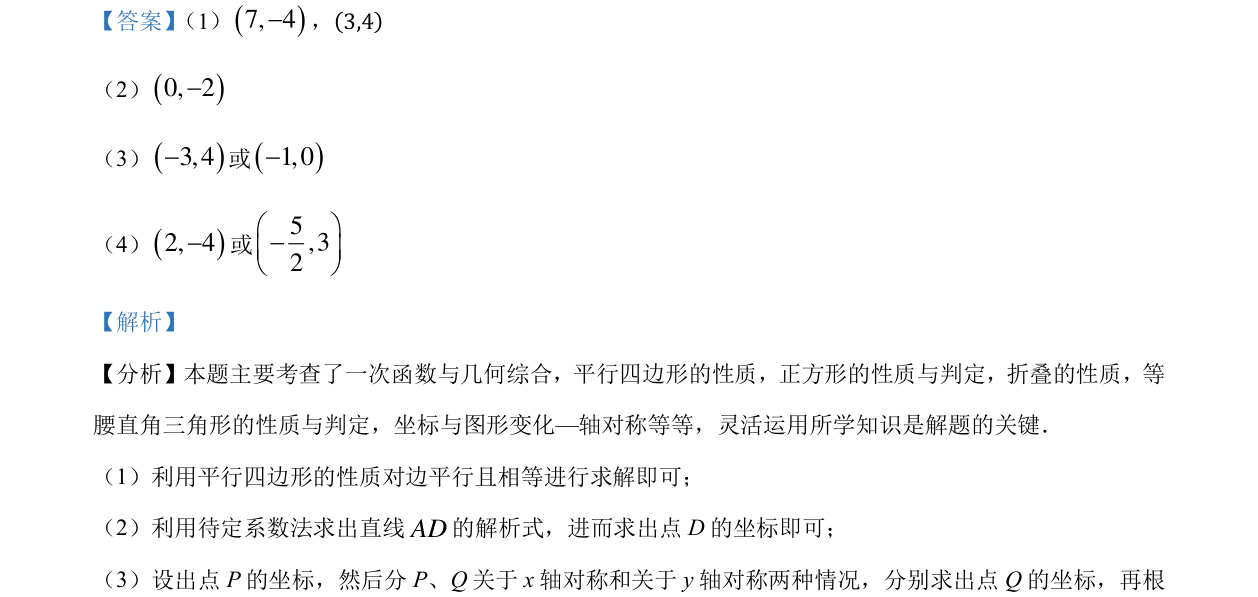 【答案】（1）(7,−4)，(3,4)
（2）(0,−2)
（3）(−3,4)或(−1,0)
（4）(2,−4)或(−5/2,3)
【解析】
【分析】本题主要考查了一次函数与几何综合，平行四边形的性质，正方形的性质与判定，折叠的性质，等
腰直角三角形的性质与判定，坐标与图形变化—轴对称等等，灵活运用所学知识是解题的关键．
（1）利用平行四边形的性质对边平行且相等进行求解即可；
（2）利用待定系数法求出直线 AD 的解析式，进而求出点 D 的坐标即可；
（3）设出点 P 的坐标，然后分 P、Q 关于 x 轴对称和关于 y 轴对称两种情况，分别求出点 Q 的坐标，再根